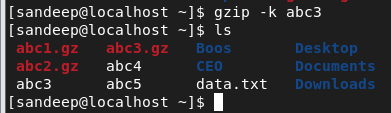 [sandeep@localhost ~]$ gzip -k abc3
[sandeep@localhost ~]$ ls
abc1.gz abc3.gz Boos Desktop
abc2.gz abc4 CEO Documents
abc3 abc5 data.txt Downloads
[sandeep@localhost ~]$